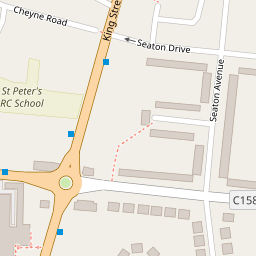 Cheyne Road
King Stre
Seaton Drive
St Peter's
RC School
Seaton Avenue
C158